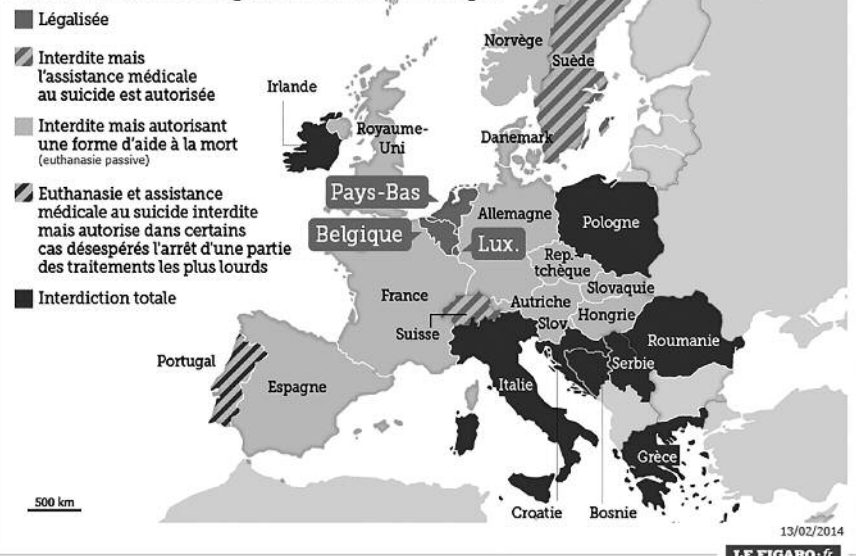 Légalisée
Interdite mais
l'assistance médicale
au suicide est autorisée
Interdite mais autorisant
une forme d'aide à la mort
(euthanasie passive)
Euthanasie et assistance
médicale au suicide interdite
mais autorise dans certains
cas désespérés l'arrêt d'une partie
des traitements les plus lourds
Interdiction totale
Norvège
Suède
Irlande
Royaume-
Uni
Danemark
Pays-Bas
Allemagne
Pologne
Belgique
Lux.
Rep.
tchèque
Slovaquie
France
Autriche
Hongrie
Suisse
Slov.
Roumanie
Serbie
Portugal
Espagne
Italie
Grèce
Croatie
Bosnie
500 km
13/02/2014
LE FIGARO·fr